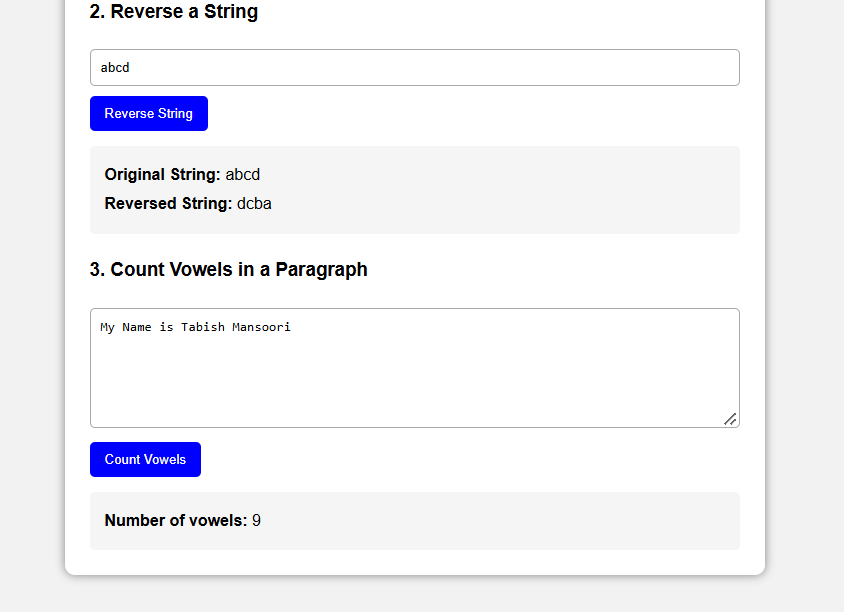 2. Reverse a String
abcd
Reverse String
Original String: abcd
Reversed String: dcba
3. Count Vowels in a Paragraph
My Name is Tabish Mansoori
Count Vowels
Number of vowels: 9